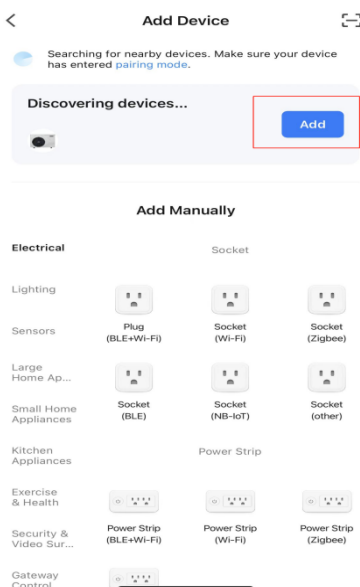 Add Device
Searching for nearby devices. Make sure your device
has entered pairing mode.
Discovering devices...
Add
Add Manually
Electrical
Socket
Lighting
Plug
(BLE+Wi-Fi)
Socket
(Wi-Fi)
Socket
(Zigbee)
Sensors
Large
Home Ap...
Socket
(BLE)
Socket
(NB-IoT)
Socket
(other)
Small Home
Appliances
Kitchen
Appliances
Power Strip
Exercise
& Health
Power Strip
(BLE+Wi-Fi)
Power Strip
(Wi-Fi)
Power Strip
(Zigbee)
Security &
Video Sur...
Gateway
Control